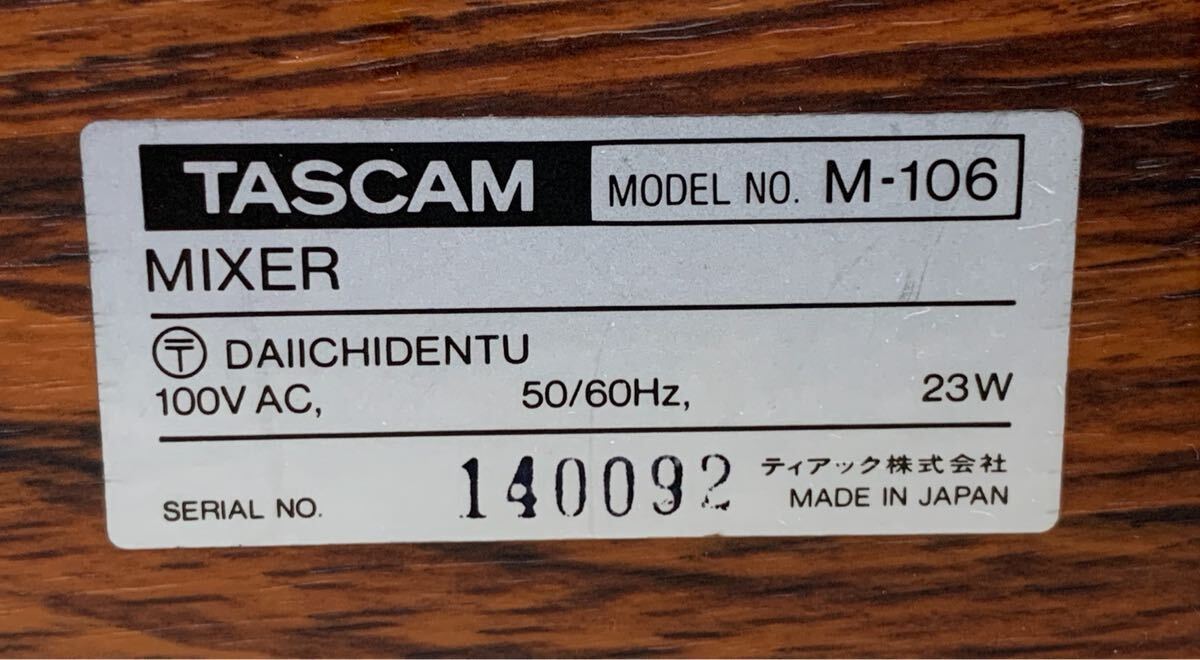 TASCAM MODEL NO. M-106
MIXER
〶 DAIICHIDENTU
100V AC, 50/60Hz, 23W
SERIAL NO. 140092 ティアック株式会社
MADE IN JAPAN